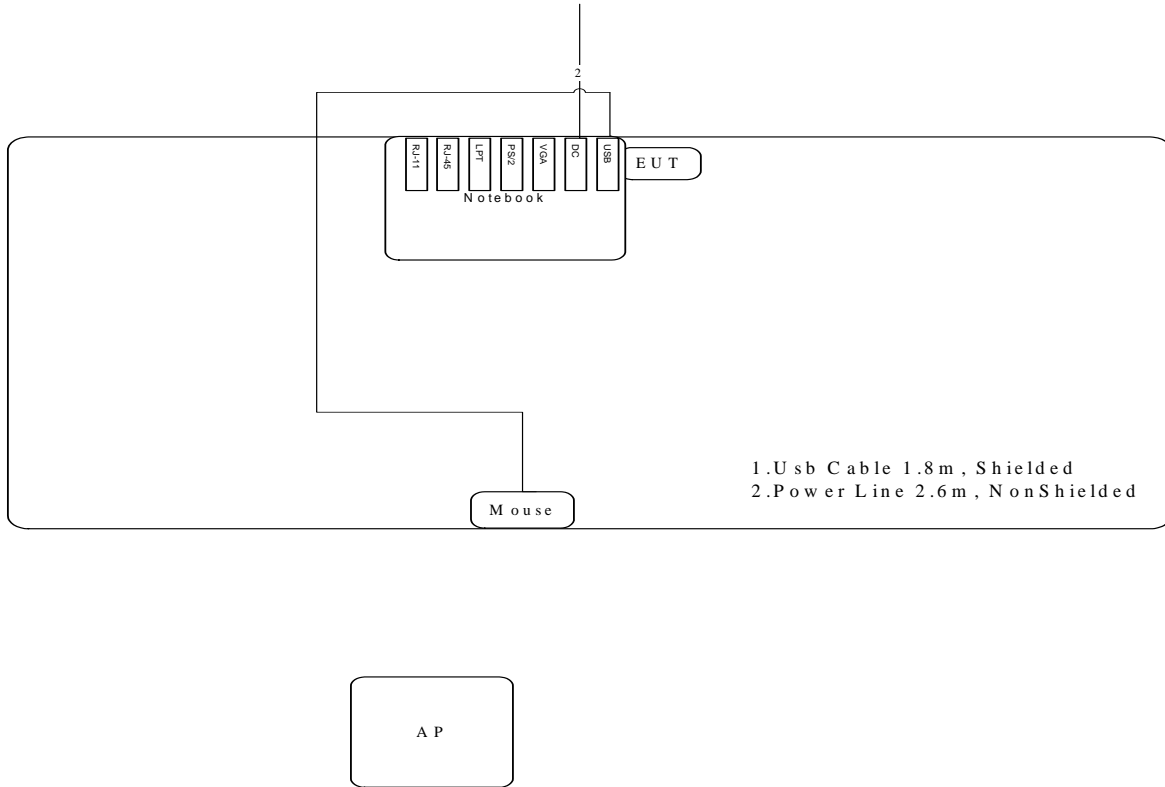 2
RJ-11
RJ-45
LPT
PS/2
VGA
DC
USB
EUT
Notebook
1.Usb Cable 1.8m, Shielded
2.Power Line 2.6m, NonShielded
Mouse
AP